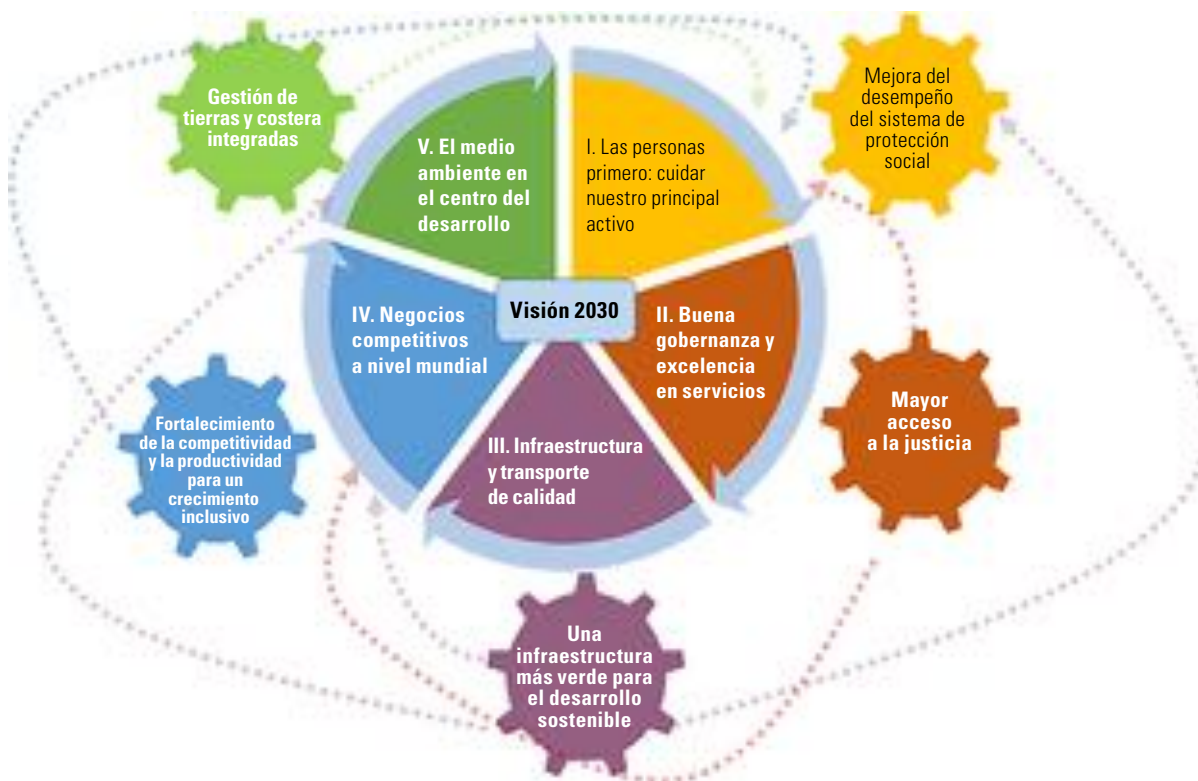 Gestión de
tierras y costera
integradas
V. El medio
ambiente en
el centro del
desarrollo
I. Las personas
primero: cuidar
nuestro principal
activo
Mejora del
desempeño
del sistema de
protección
social
IV. Negocios
competitivos
a nivel mundial
Visión 2030
II. Buena
gobernanza y
excelencia
en servicios
Fortalecimiento
de la competitividad
y la productividad
para un
crecimiento
inclusivo
III. Infraestructura
y transporte
de calidad
Mayor
acceso
a la justicia
Una
infraestructura
más verde para
el desarrollo
sostenible